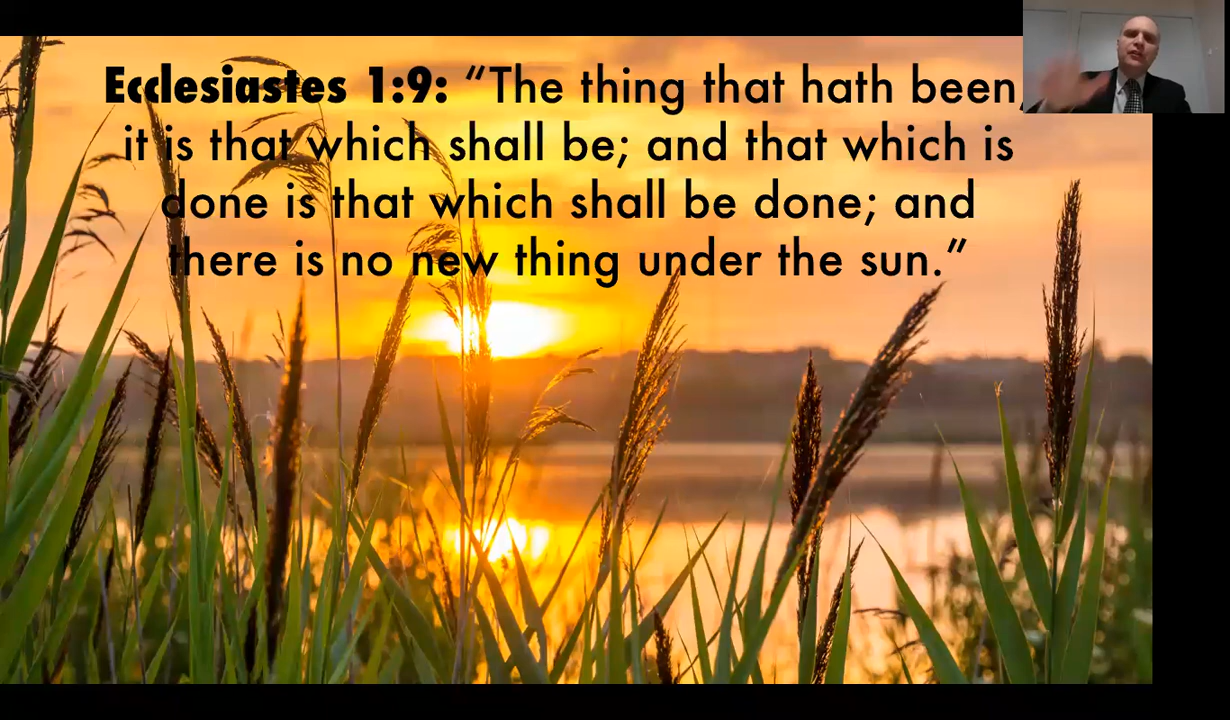 Ecclesiastes 1:9: “The thing that hath been,
it is that which shall be; and that which is
done is that which shall be done; and
there is no new thing under the sun.”